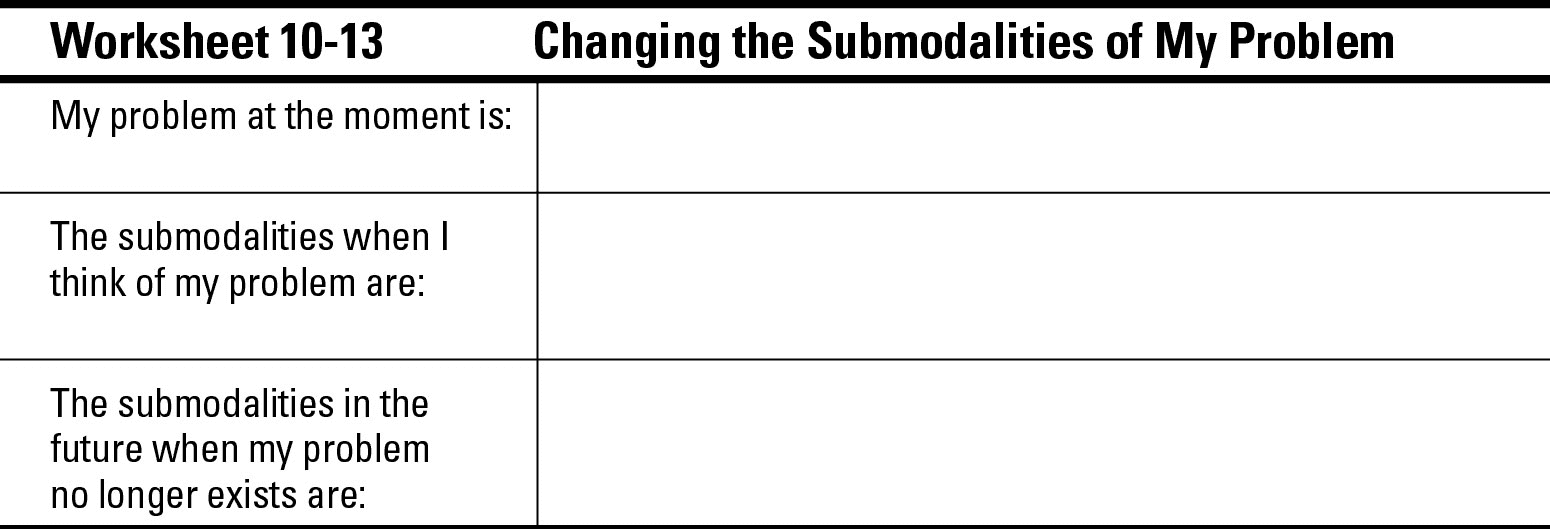 Worksheet 10-13 Changing the Submodalities of My Problem
My problem at the moment is:
The submodalities when I
think of my problem are:
The submodalities in the
future when my problem
no longer exists are: